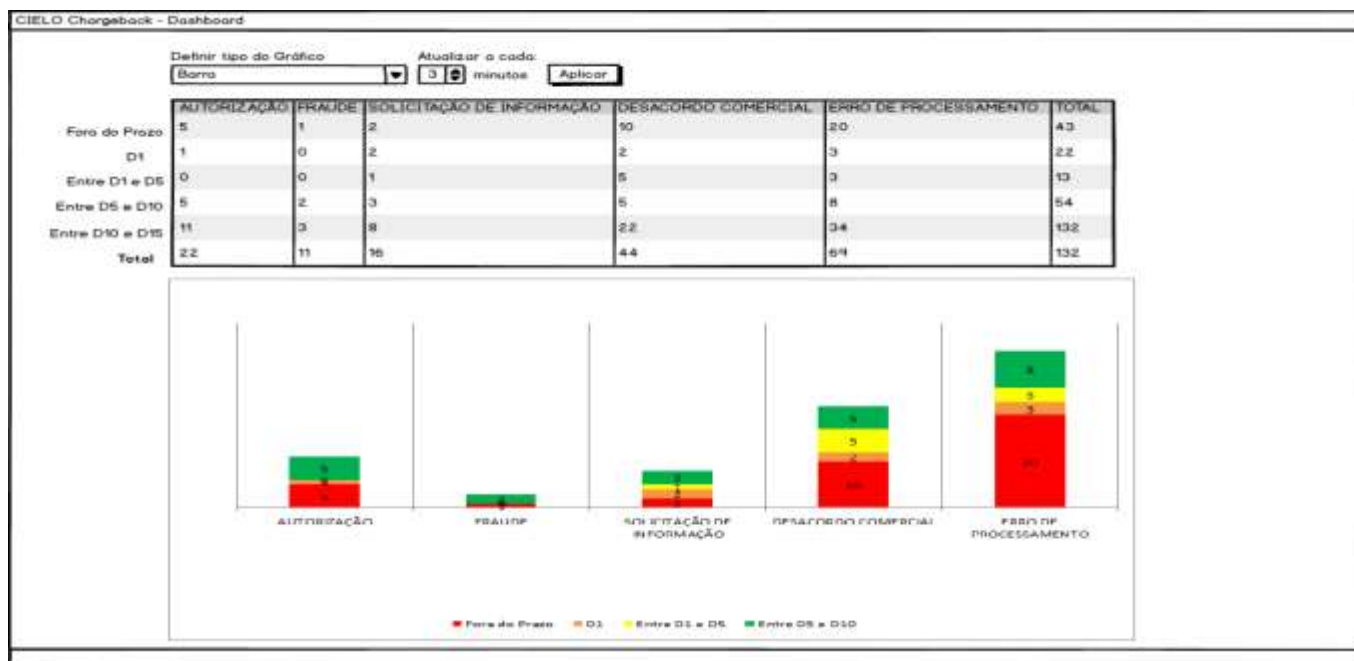 CIELO Chargeback - Dashboard
Definir tipo do Gráfico Atualizar a cada:
Barra 3 minutos Aplicar
AUTORIZAÇÃO FRAUDE SOLICITAÇÃO DE INFORMAÇÃO DESACORDO COMERCIAL ERRO DE PROCESSAMENTO TOTAL
Fora do Prazo 5 1 2 10 20 43
D1 1 0 2 2 3 22
Entre D1 e D5 0 0 1 5 3 13
Entre D5 e D10 5 2 3 5 8 54
Entre D10 e D15 11 3 8 22 34 132
Total 22 11 16 44 69 132
8
3
5 3
5
5 2
10 20
AUTORIZAÇÃO FRAUDE SOLICITAÇÃO DE DESACORDO COMERCIAL ERRO DE
INFORMAÇÃO PROCESSAMENTO
Fora do Prazo D1 Entre D1 e D5 Entre D5 e D10